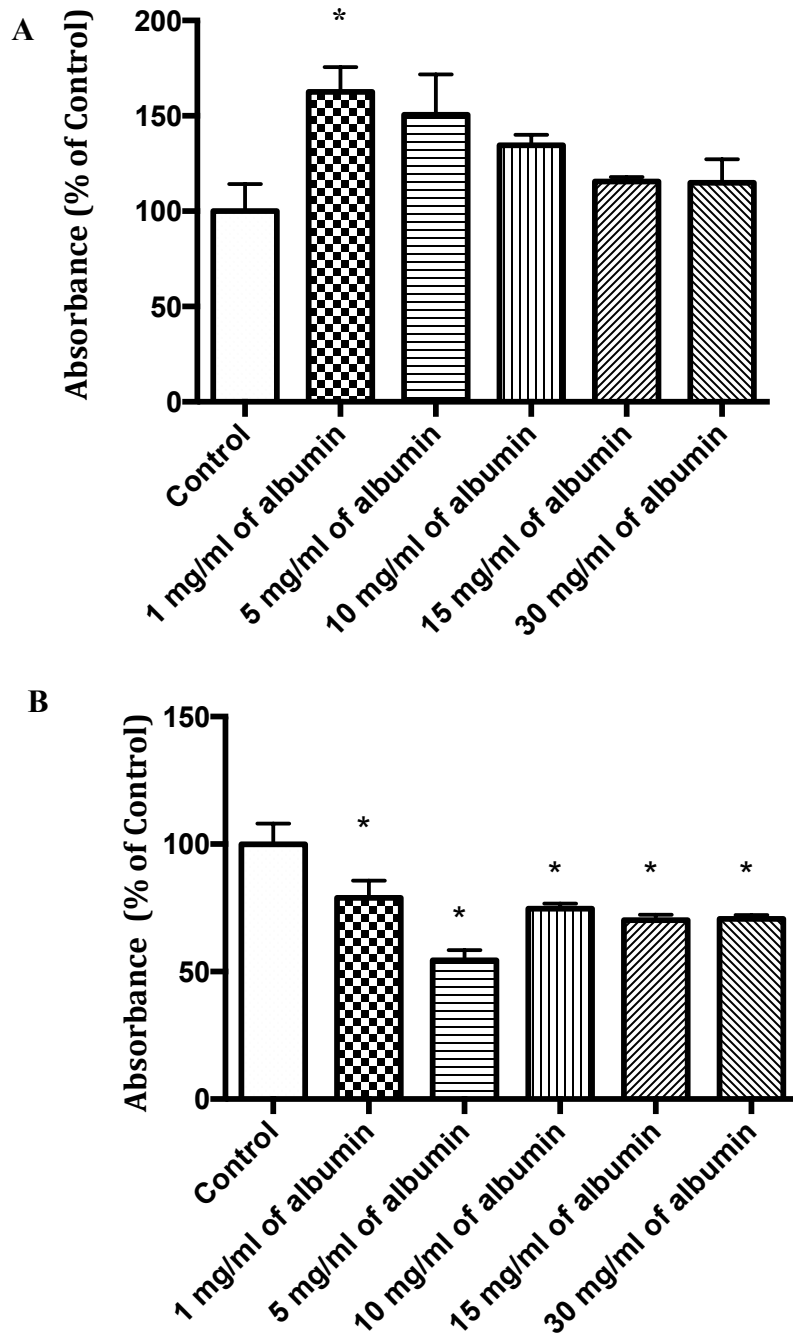 A
Absorbance (% of Control)
200
*
150
100
50
0
Control
1 mg/ml of albumin
5 mg/ml of albumin
10 mg/ml of albumin
15 mg/ml of albumin
30 mg/ml of albumin
B
Absorbance (% of Control)
150
100
50
0
*
*
*
*
*
Control
1 mg/ml of albumin
5 mg/ml of albumin
10 mg/ml of albumin
15 mg/ml of albumin
30 mg/ml of albumin